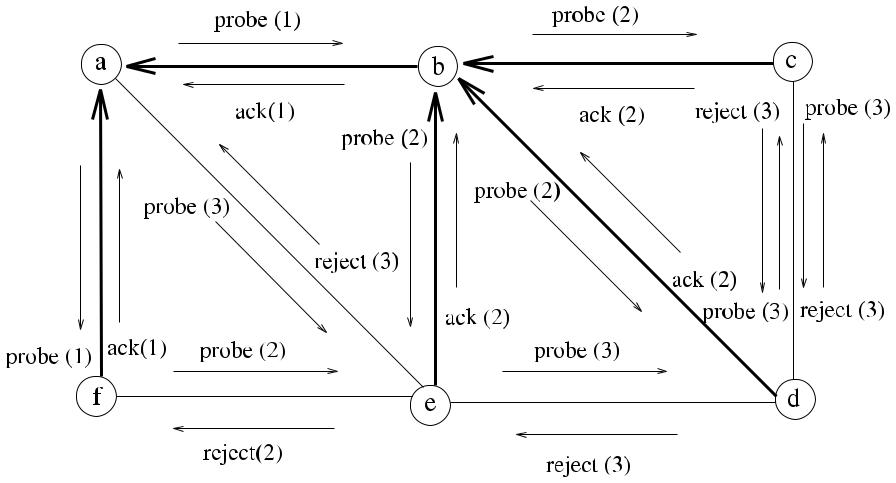 probe (1)
probe (2)
a
b
c
ack(1)
ack (2)
reject (3)
probe (3)
probe (2)
probe (3)
probe (2)
reject (3)
ack (2)
probe (3)
reject (3)
ack (2)
probe (1)
ack(1)
probe (2)
probe (3)
f
e
d
reject(2)
reject (3)